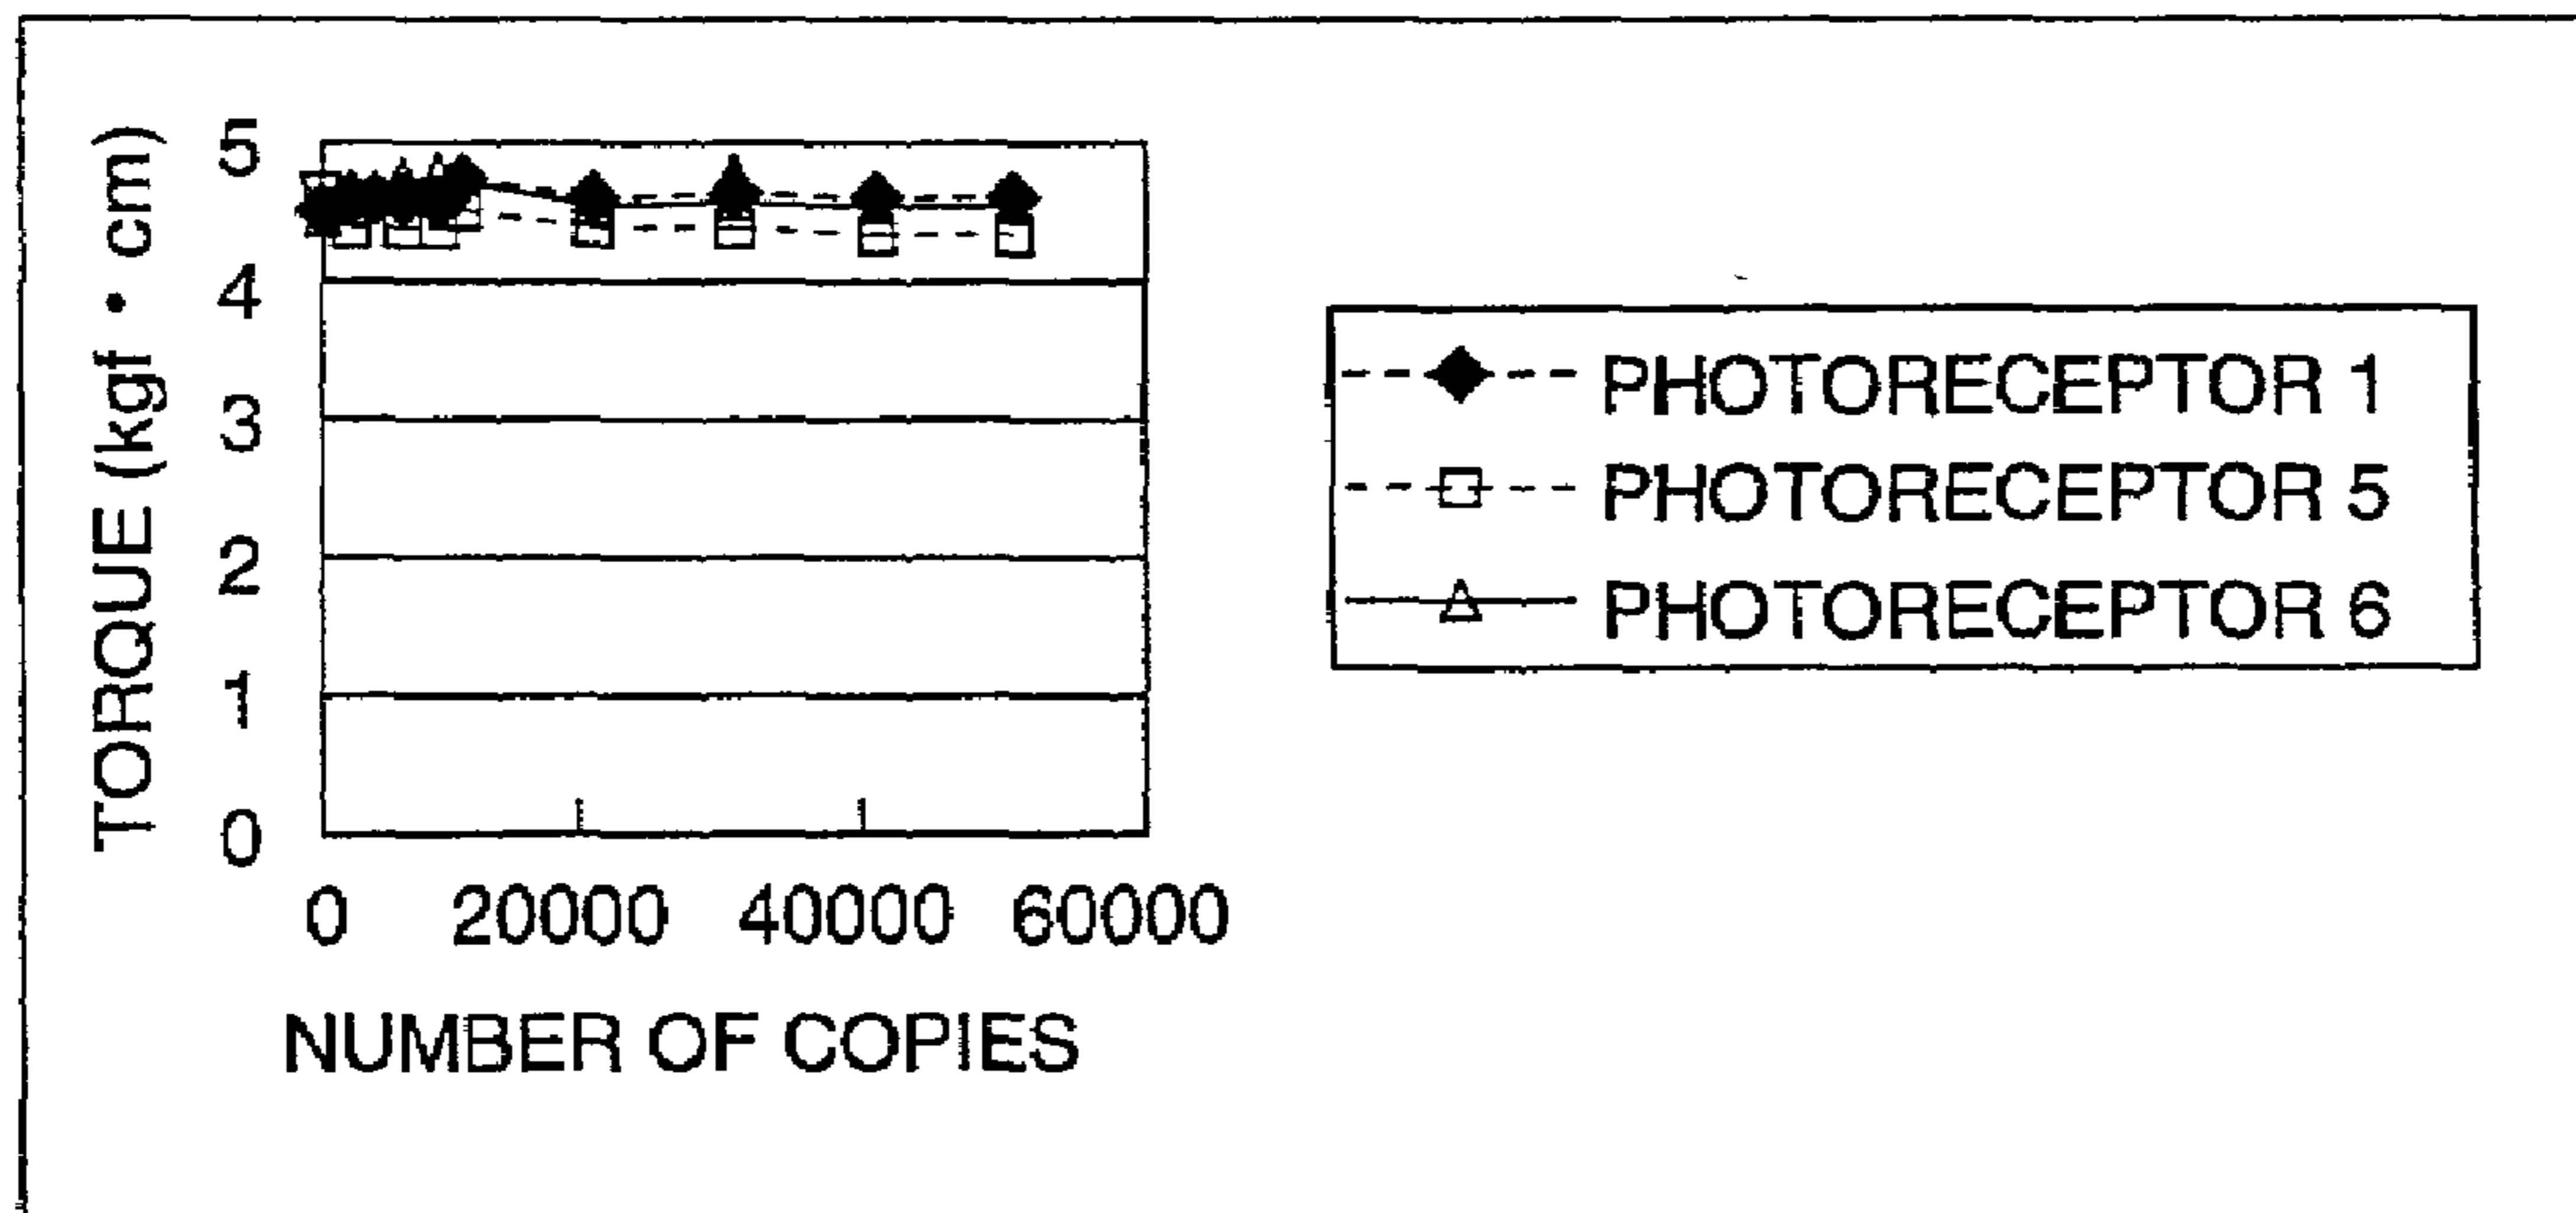 TORQUE (kgf • cm)
5
4
3
2
1
0
0 20000 40000 60000
NUMBER OF COPIES
PHOTORECEPTOR 1
PHOTORECEPTOR 5
PHOTORECEPTOR 6